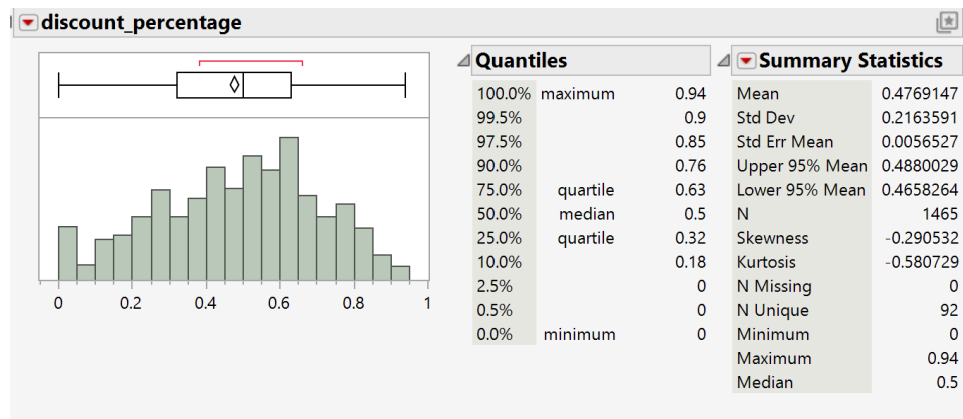 discount_percentage
0 0.2 0.4 0.6 0.8 1
Quantiles
100.0% maximum 0.94
99.5% 0.9
97.5% 0.85
90.0% 0.76
75.0% quartile 0.63
50.0% median 0.5
25.0% quartile 0.32
10.0% 0.18
2.5% 0
0.5% 0
0.0% minimum 0
Summary Statistics
Mean 0.4769147
Std Dev 0.2163591
Std Err Mean 0.0056527
Upper 95% Mean 0.4880029
Lower 95% Mean 0.4658264
N 1465
Skewness -0.290532
Kurtosis -0.580729
N Missing 0
N Unique 92
Minimum 0
Maximum 0.94
Median 0.5